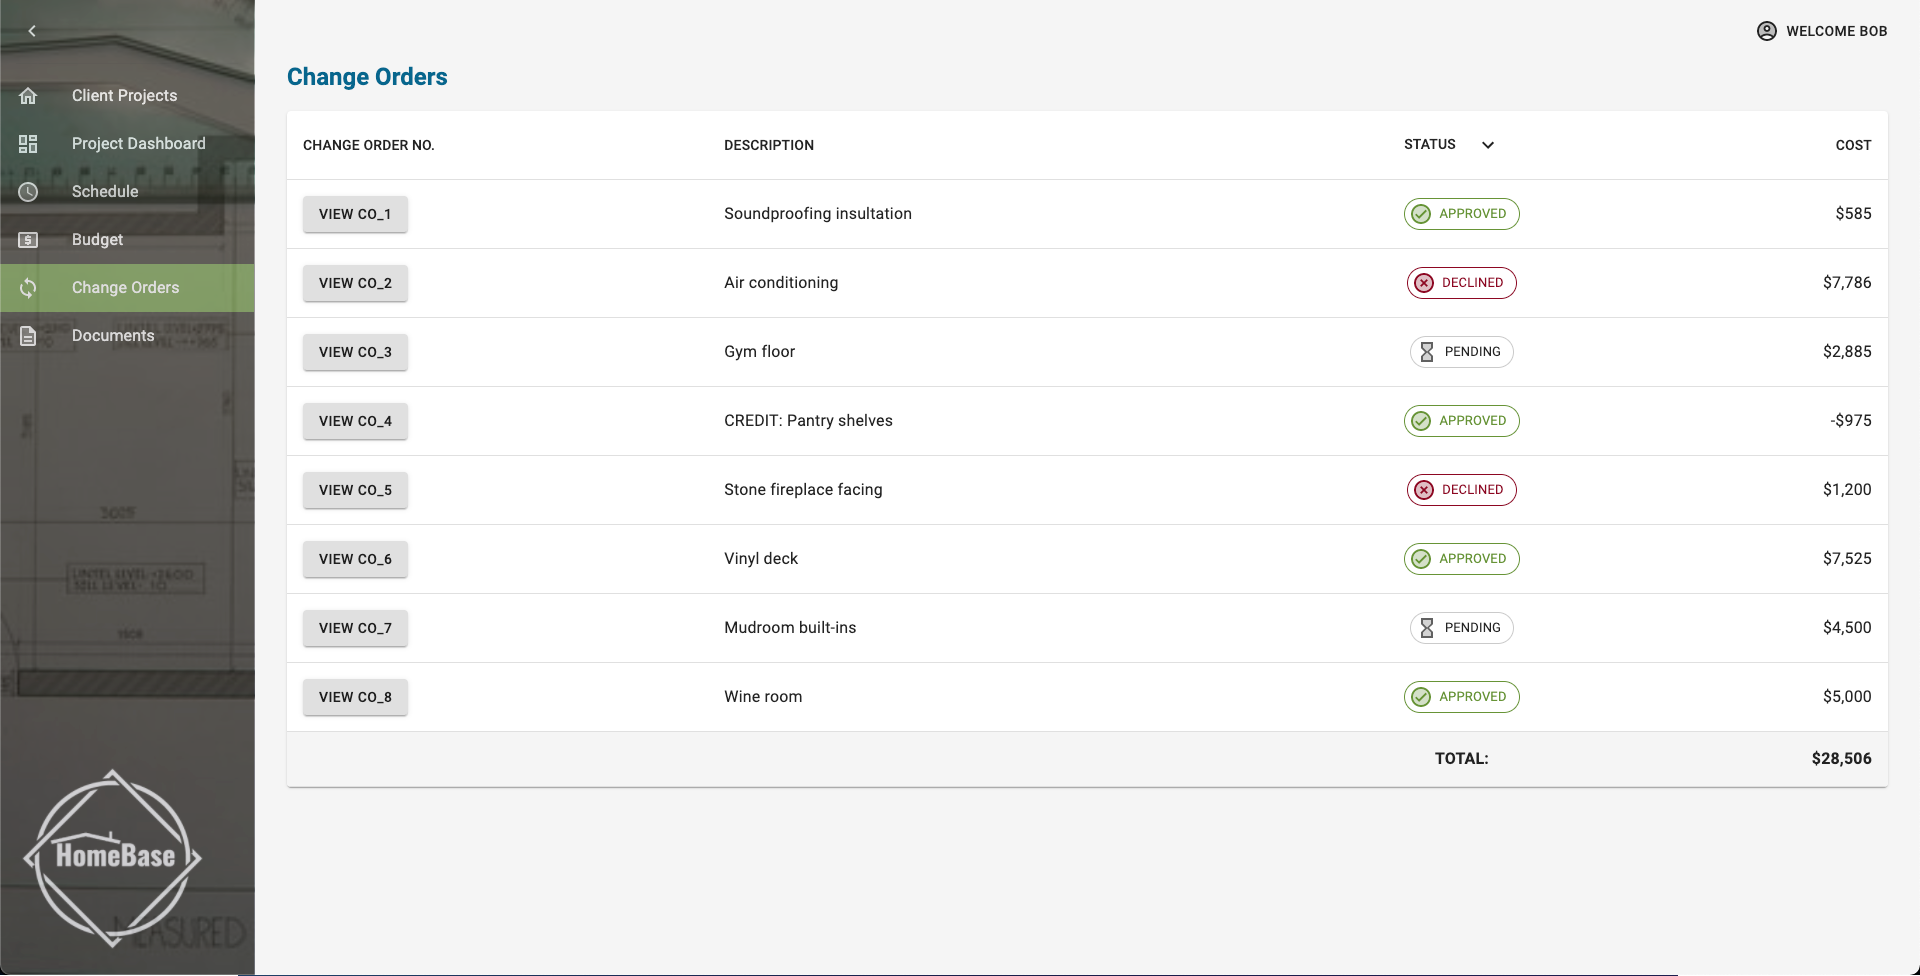 WELCOME BOB
Client Projects
Project Dashboard
Schedule
Budget
Change Orders
Documents
HomeBase
MEASURED
Change Orders
CHANGE ORDER NO. DESCRIPTION STATUS COST
VIEW CO_1 Soundproofing insultation APPROVED $585
VIEW CO_2 Air conditioning DECLINED $7,786
VIEW CO_3 Gym floor PENDING $2,885
VIEW CO_4 CREDIT: Pantry shelves APPROVED -$975
VIEW CO_5 Stone fireplace facing DECLINED $1,200
VIEW CO_6 Vinyl deck APPROVED $7,525
VIEW CO_7 Mudroom built-ins PENDING $4,500
VIEW CO_8 Wine room APPROVED $5,000
TOTAL: $28,506